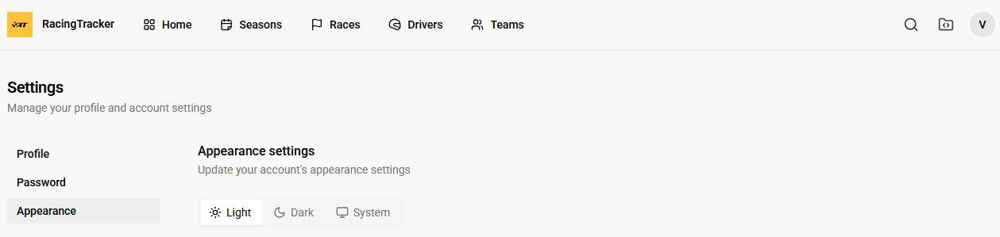 RacingTracker Home Seasons Races Drivers Teams V
Settings
Manage your profile and account settings
Profile
Password
Appearance
Appearance settings
Update your account's appearance settings
Light Dark System